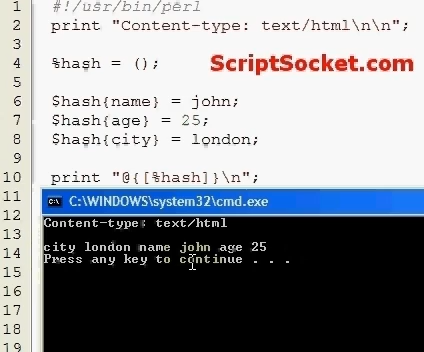 1 #!/usr/bin/perl
2 print "Content-type: text/html\n\n";
3
4 %hash = ();
ScriptSocket.com
5
6 $hash{name} = john;
7 $hash{age} = 25;
8 $hash{city} = london;
9
10 print "@{[%hash]}\n";
11
C:\WINDOWS\system32\cmd.exe
12
Content-type: text/html
13
city london name john age 25
14
Press any key to continue . . .
15
16
17
18
19